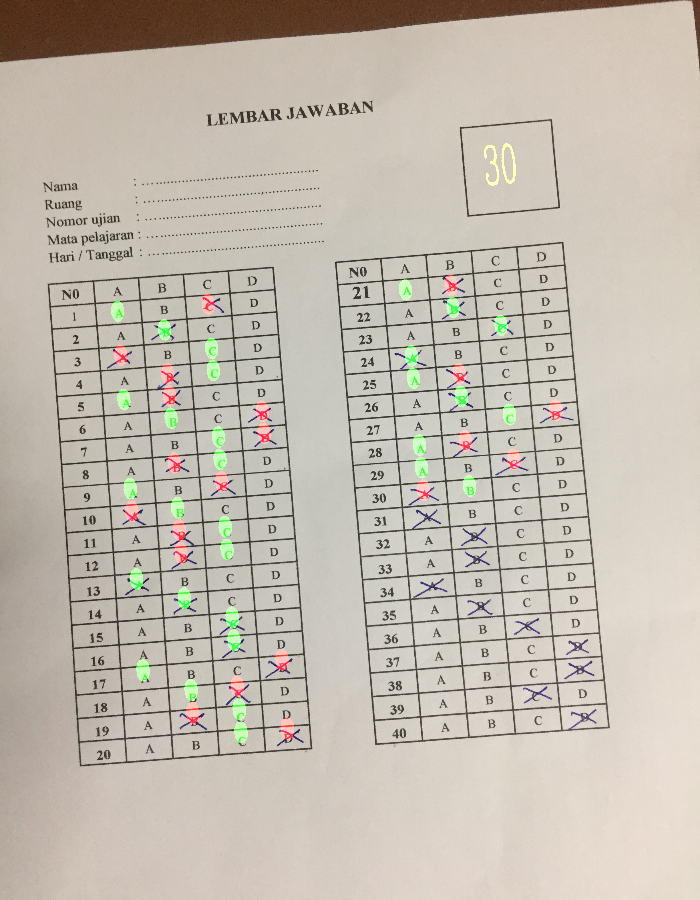 LEMBAR JAWABAN
30
Nama : ......................................................
Ruang : ......................................................
Nomor ujian : ......................................................
Mata pelajaran : ......................................................
Hari / Tanggal : ......................................................
N0 A B C D
1 A B C D
2 A B C D
3 A B C D
4 A B C D
5 A B C D
6 A B C D
7 A B C D
8 A B C D
9 A B C D
10 A B C D
11 A B C D
12 A B C D
13 A B C D
14 A B C D
15 A B C D
16 A B C D
17 A B C D
18 A B C D
19 A B C D
20 A B C D
N0 A B C D
21 A B C D
22 A B C D
23 A B C D
24 A B C D
25 A B C D
26 A B C D
27 A B C D
28 A B C D
29 A B C D
30 A B C D
31 A B C D
32 A B C D
33 A B C D
34 A B C D
35 A B C D
36 A B C D
37 A B C D
38 A B C D
39 A B C D
40 A B C D